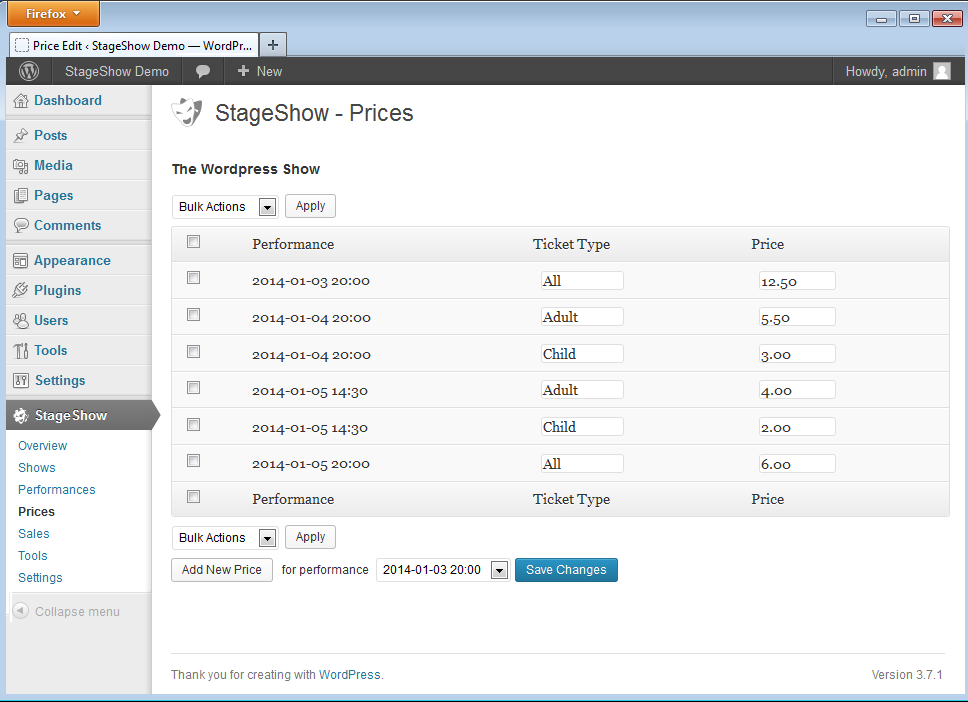 Firefox
Price Edit ‹ StageShow Demo — WordPr...
StageShow Demo
New
Howdy, admin
Dashboard
Posts
Media
Pages
Comments
Appearance
Plugins
Users
Tools
Settings
StageShow
Overview
Shows
Performances
Prices
Sales
Tools
Settings
Collapse menu
StageShow - Prices
The Wordpress Show
Bulk Actions Apply
Performance Ticket Type Price
2014-01-03 20:00 All 12.50
2014-01-04 20:00 Adult 5.50
2014-01-04 20:00 Child 3.00
2014-01-05 14:30 Adult 4.00
2014-01-05 14:30 Child 2.00
2014-01-05 20:00 All 6.00
Performance Ticket Type Price
Bulk Actions Apply
Add New Price for performance 2014-01-03 20:00 Save Changes
Thank you for creating with WordPress. Version 3.7.1